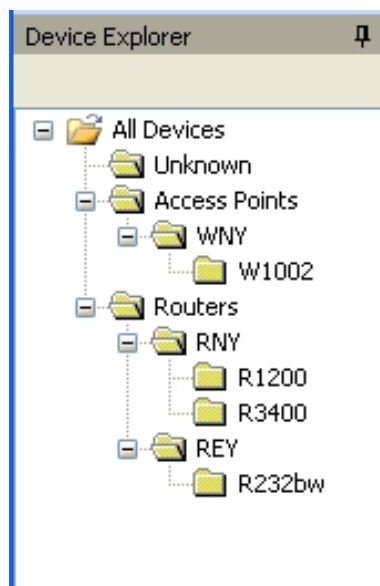 Device Explorer
All Devices
Unknown
Access Points
WNY
W1002
Routers
RNY
R1200
R3400
REY
R232bw